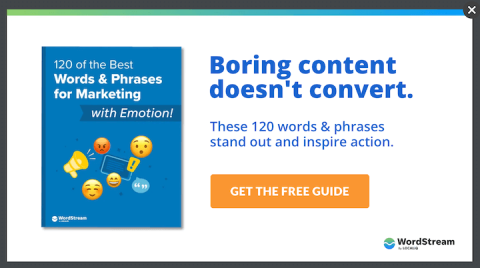 120 of the Best
Words & Phrases
for Marketing
with Emotion!
WordStream
Boring content
doesn't convert.
These 120 words & phrases
stand out and inspire action.
GET THE FREE GUIDE
WordStream
by LOCALiQ